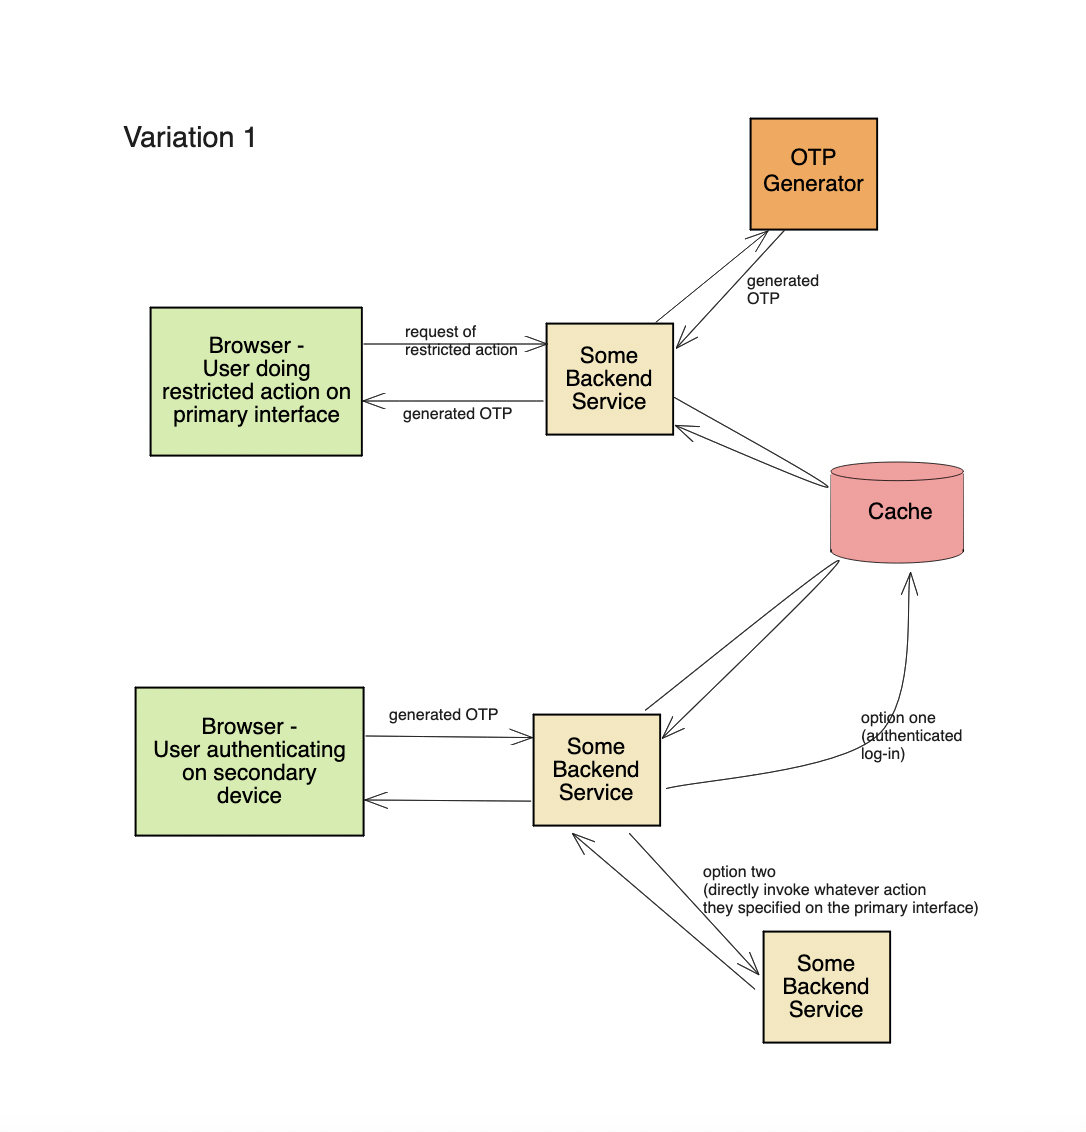 Variation 1
OTP
Generator
generated
OTP
Browser -
User doing
restricted action on
primary interface
request of
restricted action
generated OTP
Some
Backend
Service
Cache
Browser -
User authenticating
on secondary
device
generated OTP
Some
Backend
Service
option one
(authenticated
log-in)
option two
(directly invoke whatever action
they specified on the primary interface)
Some
Backend
Service